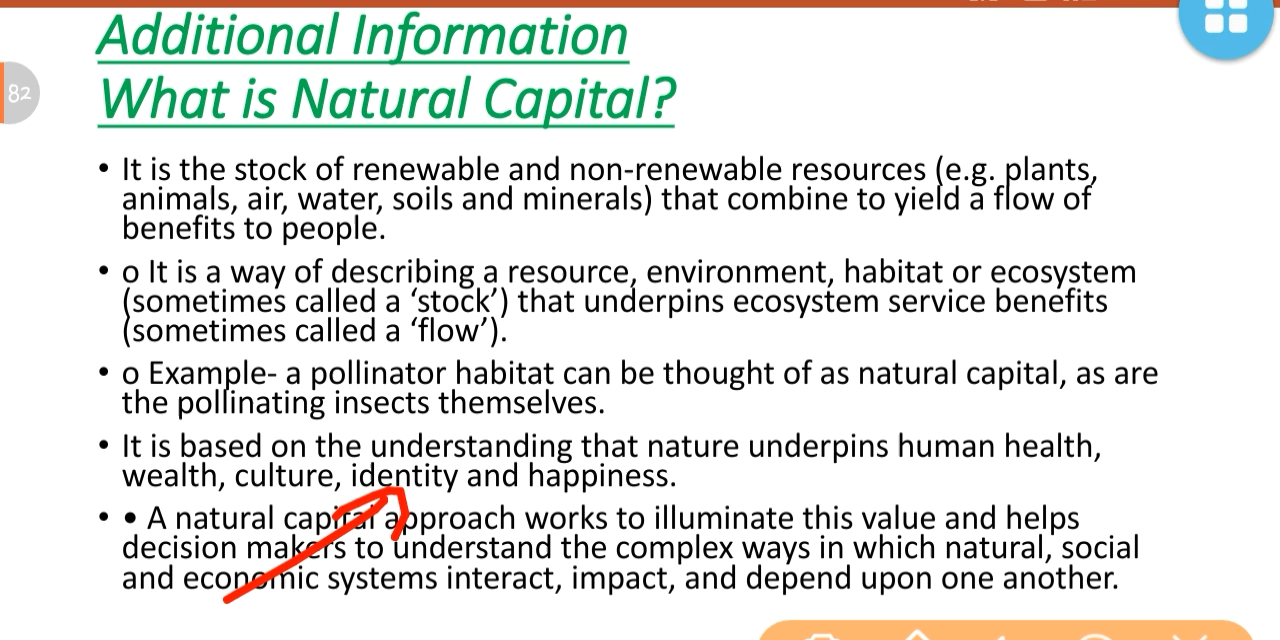 Additional Information
What is Natural Capital?
82
• It is the stock of renewable and non-renewable resources (e.g. plants,
animals, air, water, soils and minerals) that combine to yield a flow of
benefits to people.
• o It is a way of describing a resource, environment, habitat or ecosystem
(sometimes called a ‘stock’) that underpins ecosystem service benefits
(sometimes called a ‘flow’).
• o Example- a pollinator habitat can be thought of as natural capital, as are
the pollinating insects themselves.
• It is based on the understanding that nature underpins human health,
wealth, culture, identity and happiness.
• • A natural capital approach works to illuminate this value and helps
decision makers to understand the complex ways in which natural, social
and economic systems interact, impact, and depend upon one another.